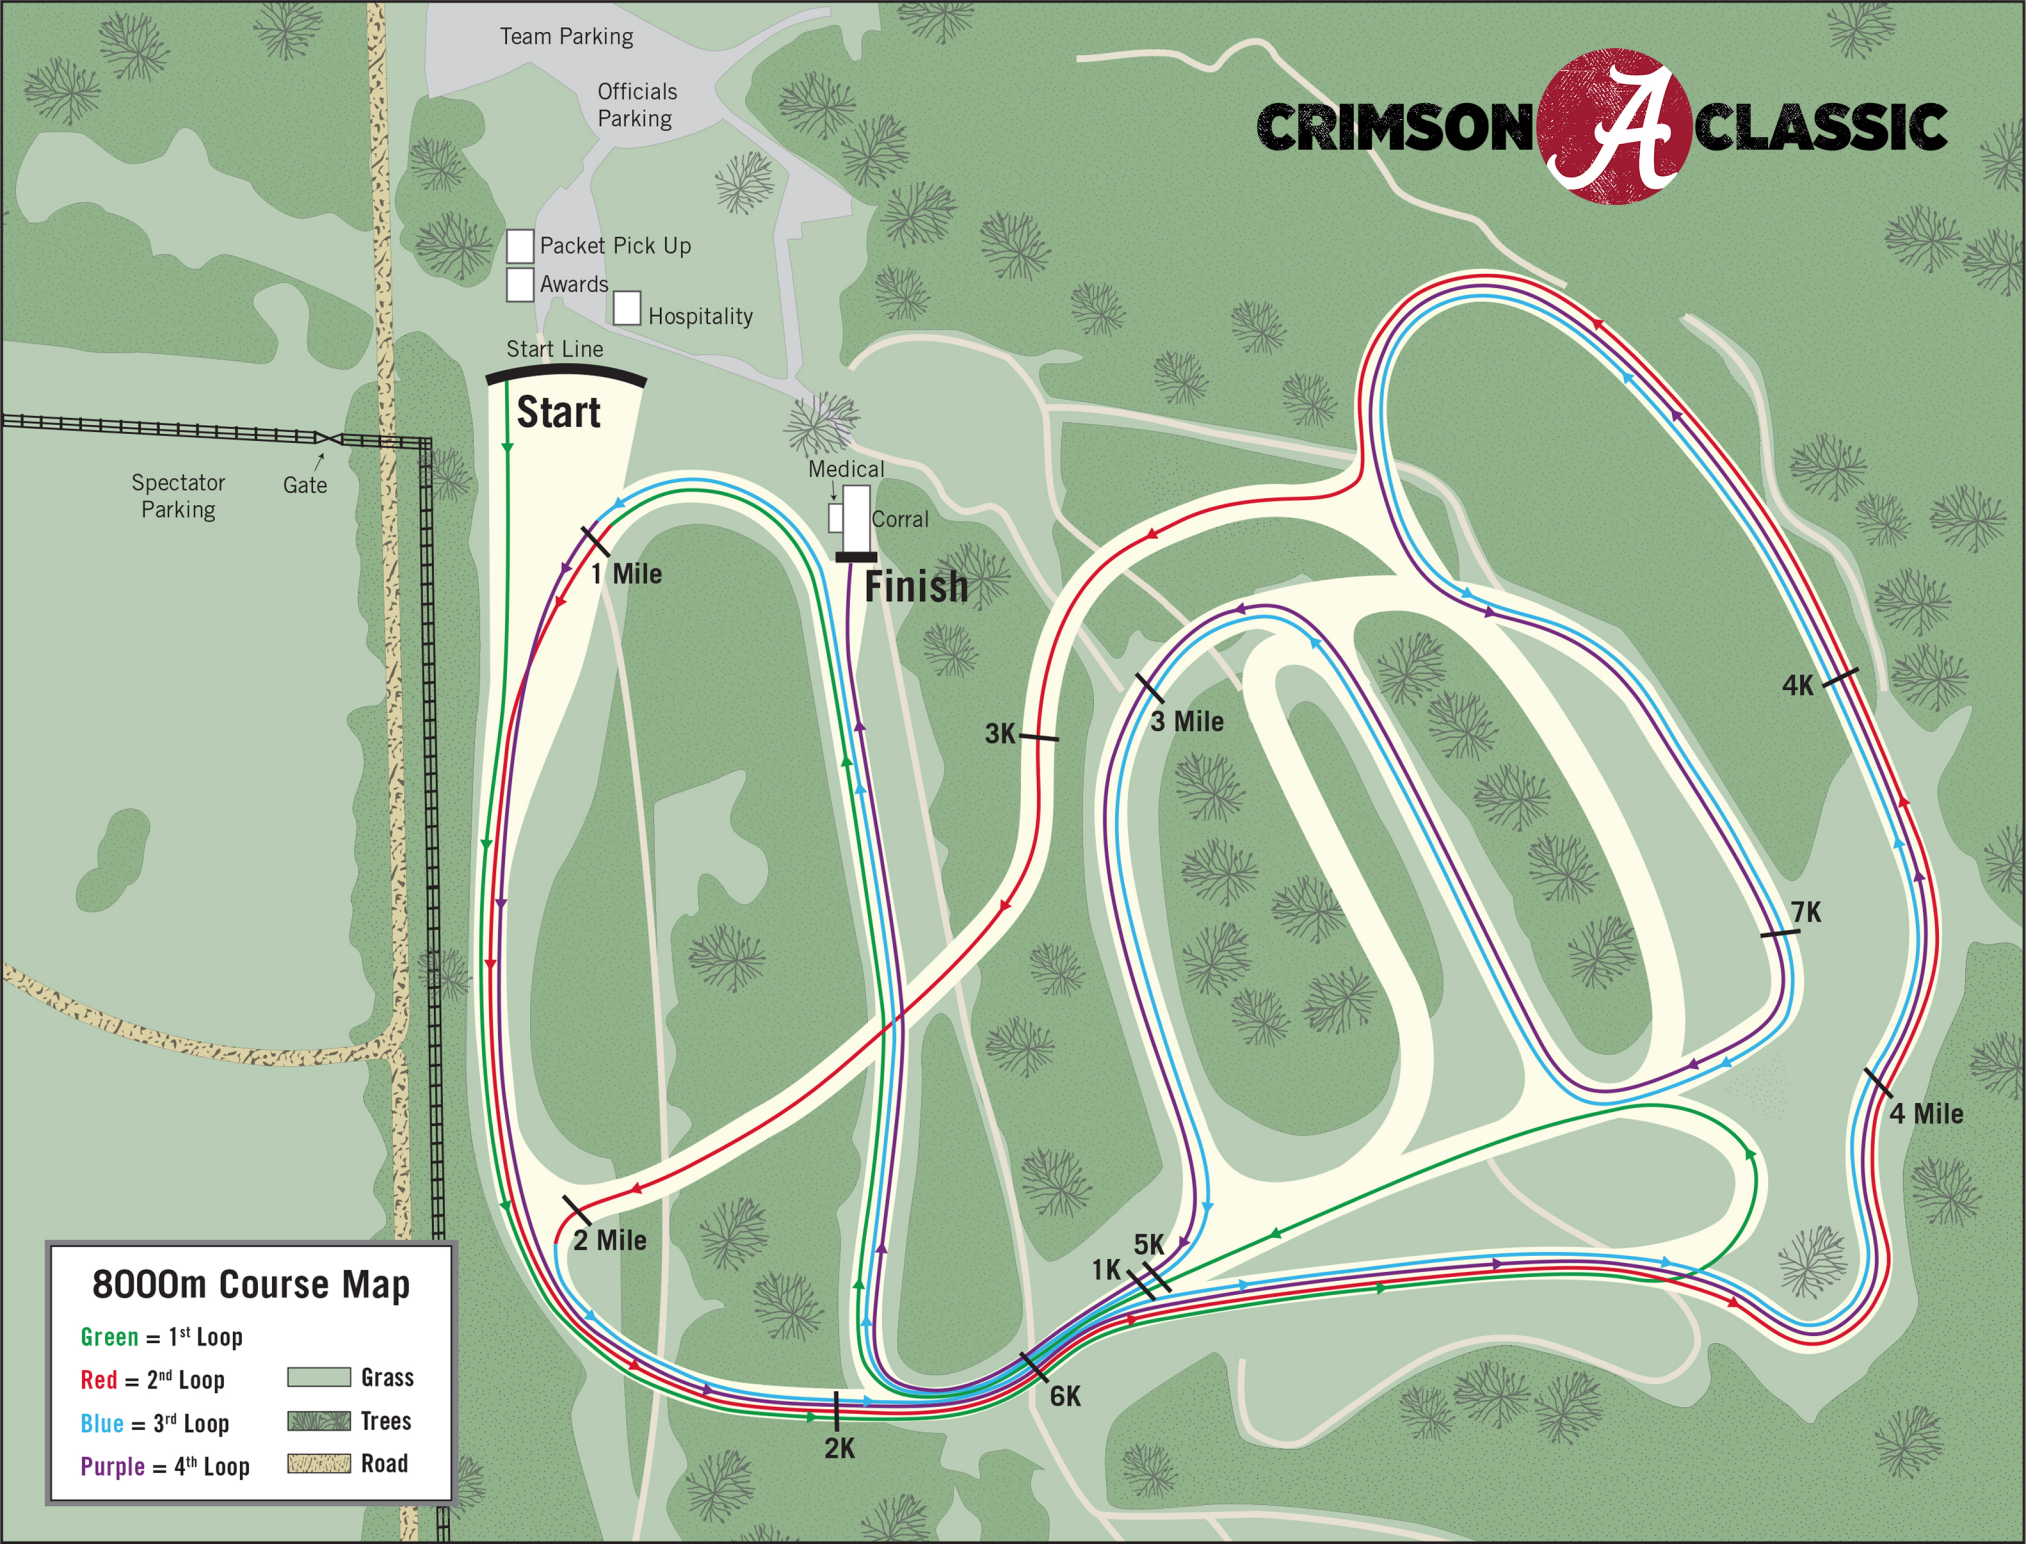 Team Parking
Officials
Parking
CRIMSON A CLASSIC
Packet Pick Up
Awards
Hospitality
Start Line
Start
Spectator
Parking
Gate
Medical
Corral
Finish
1 Mile
3 Mile
3K
4K
7K
4 Mile
2 Mile
5K
1K
6K
2K
8000m Course Map
Green = 1st Loop
Red = 2nd Loop
Blue = 3rd Loop
Purple = 4th Loop
Grass
Trees
Road